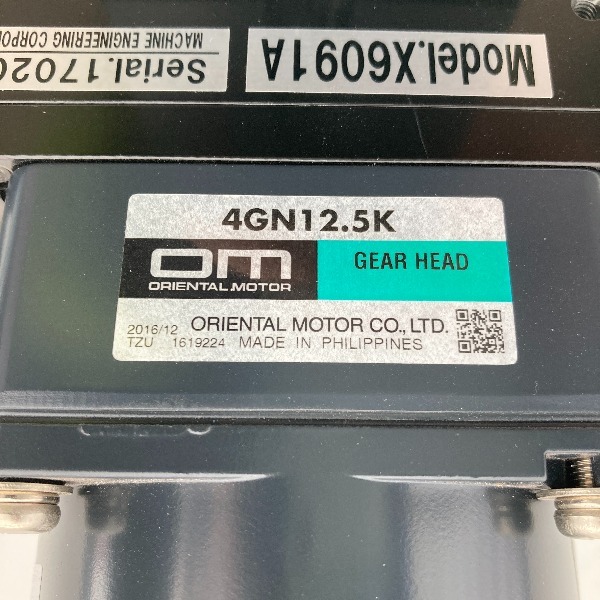 Model.X6091A
Serial.1702
MACHINE ENGINEERING
4GN12.5K
om
ORIENTAL MOTOR
GEAR HEAD
2016/12 ORIENTAL MOTOR CO., LTD.
TZU 1619224 MADE IN PHILIPPINES